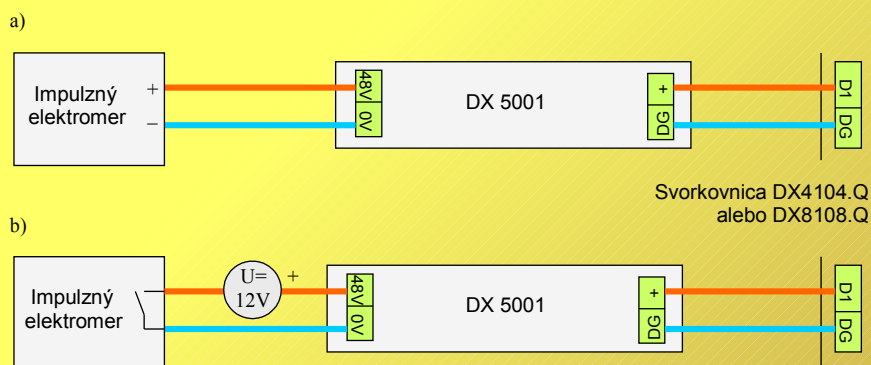 a)
Impulzný
elektromer
+
−
48V
0V
DX 5001
+
DG
D1
DG
Svorkovnica DX4104.Q
alebo DX8108.Q
b)
Impulzný
elektromer
U=
12V
+
48V
0V
DX 5001
+
DG
D1
DG